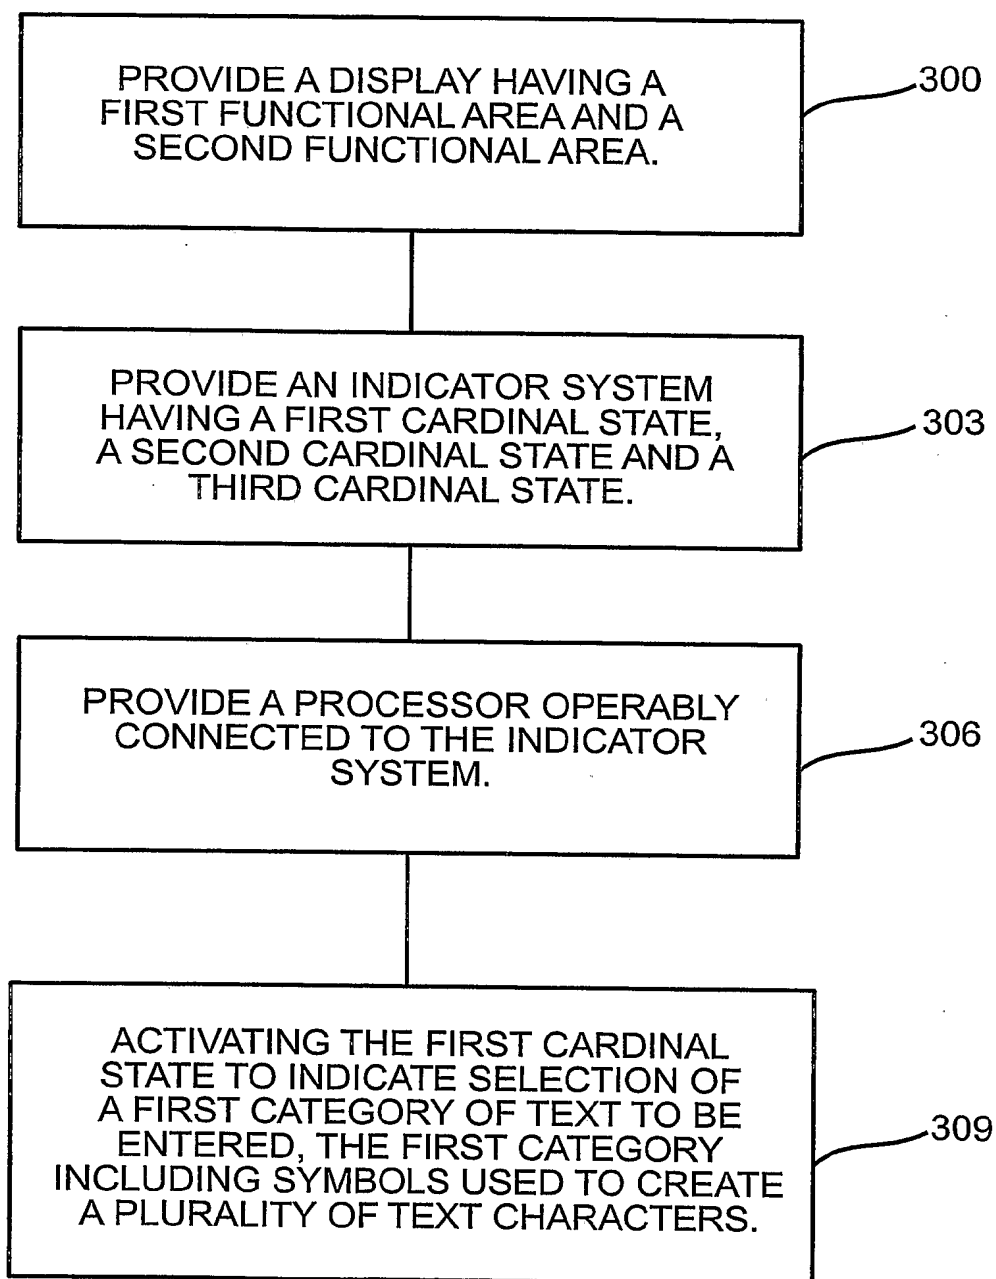 PROVIDE A DISPLAY HAVING A
FIRST FUNCTIONAL AREA AND A
SECOND FUNCTIONAL AREA.
300
PROVIDE AN INDICATOR SYSTEM
HAVING A FIRST CARDINAL STATE,
A SECOND CARDINAL STATE AND A
THIRD CARDINAL STATE.
303
PROVIDE A PROCESSOR OPERABLY
CONNECTED TO THE INDICATOR
SYSTEM.
306
ACTIVATING THE FIRST CARDINAL
STATE TO INDICATE SELECTION OF
A FIRST CATEGORY OF TEXT TO BE
ENTERED, THE FIRST CATEGORY
INCLUDING SYMBOLS USED TO CREATE
A PLURALITY OF TEXT CHARACTERS.
309